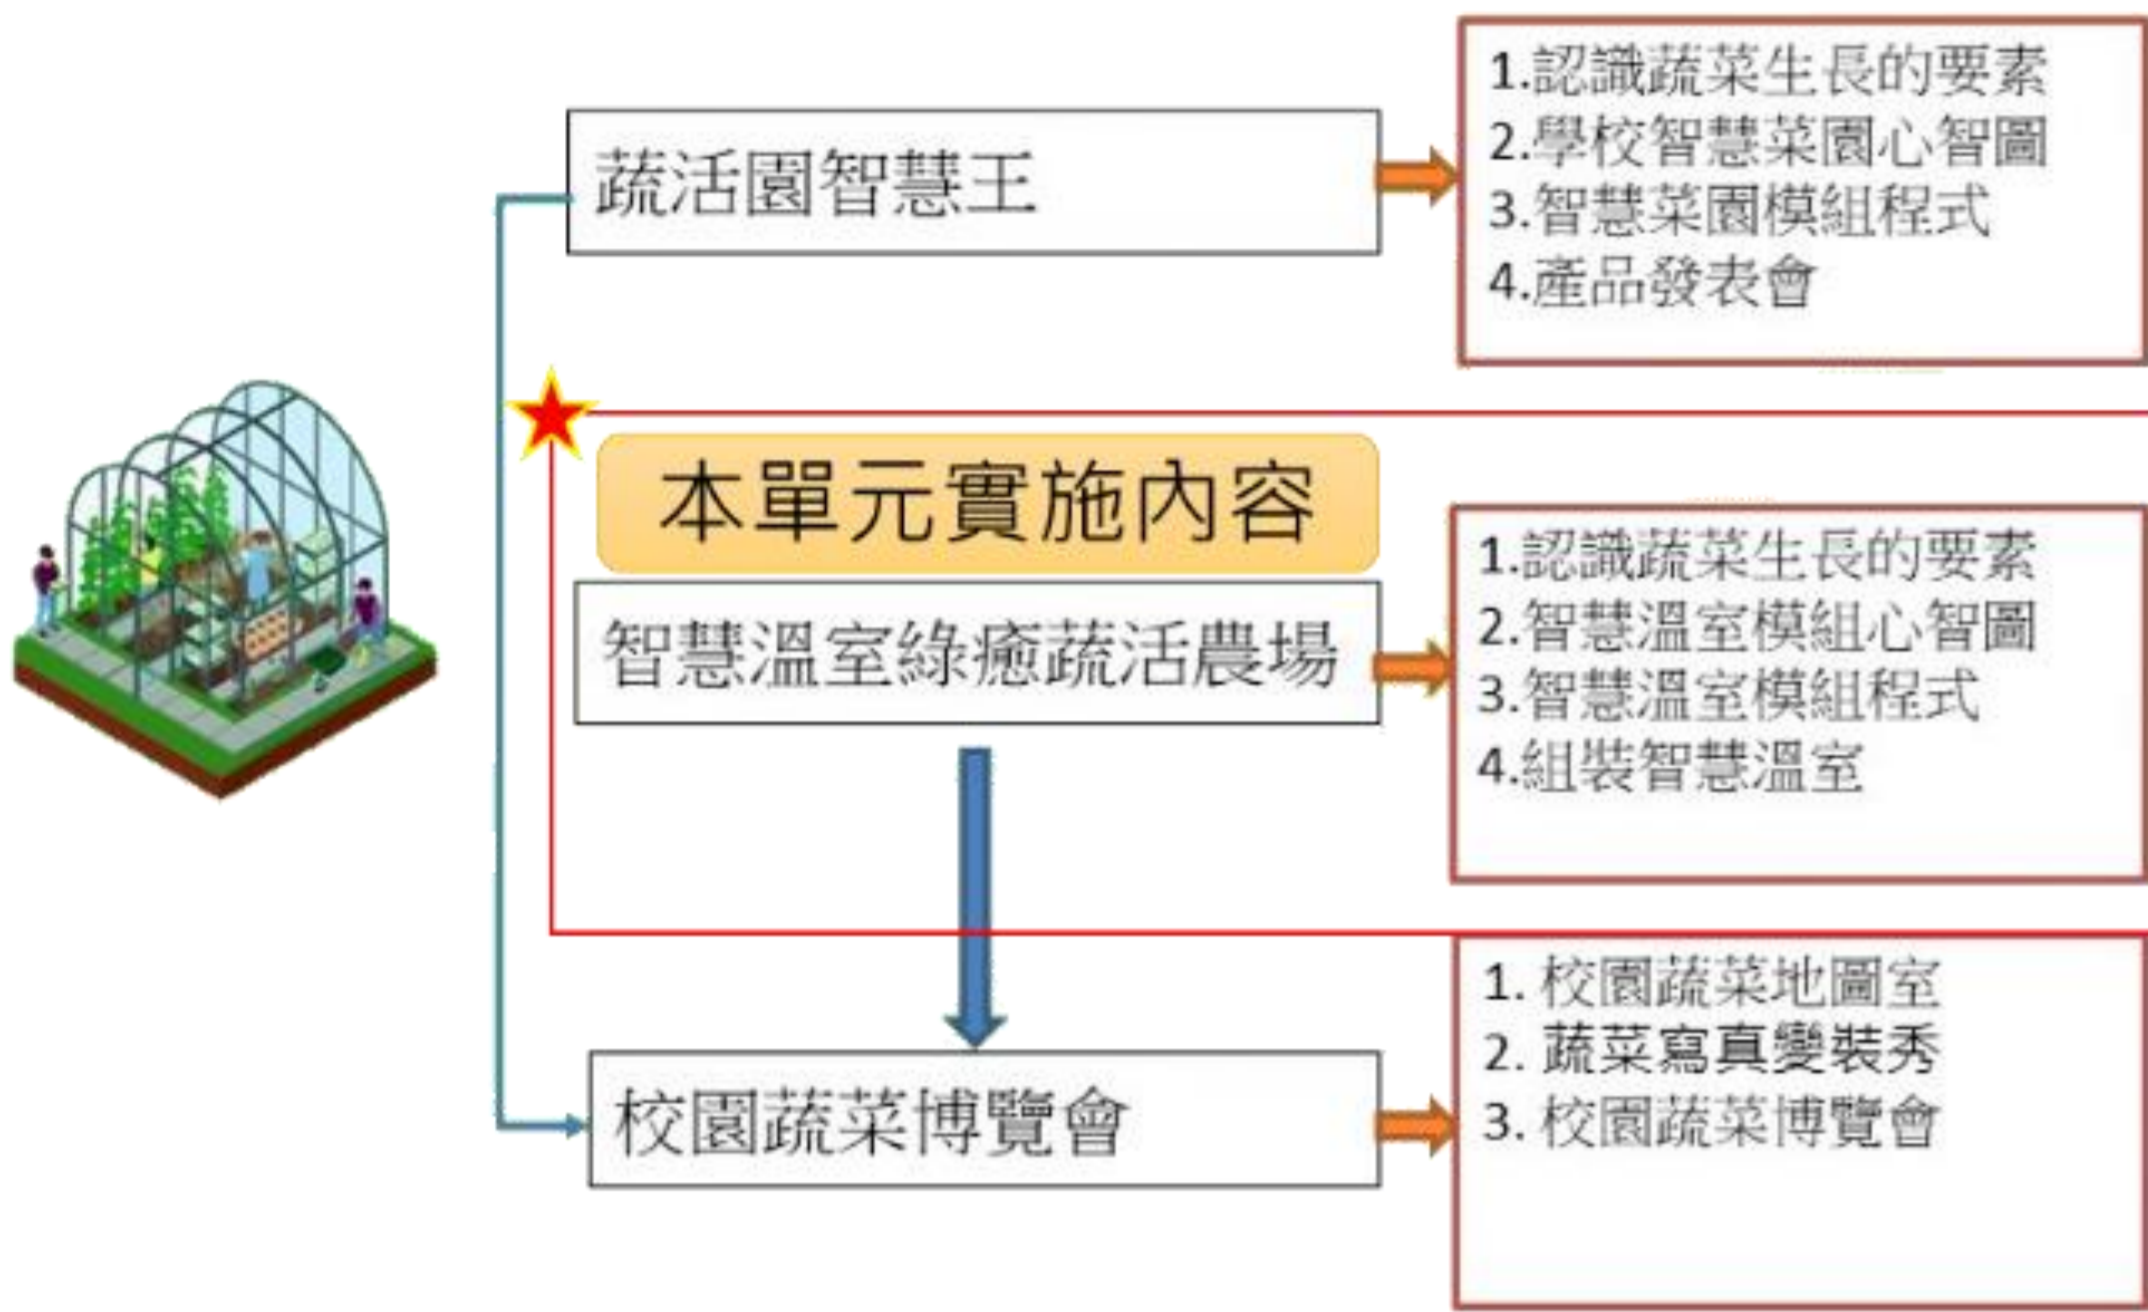 蔬活園智慧王
1.認識蔬菜生長的要素
2.學校智慧菜園心智圖
3.智慧菜園模組程式
4.產品發表會
本單元實施內容
智慧溫室綠癒蔬活農場
1.認識蔬菜生長的要素
2.智慧溫室模組心智圖
3.智慧溫室模組程式
4.組裝智慧溫室
校園蔬菜博覽會
1. 校園蔬菜地圖室
2. 蔬菜寫真變裝秀
3. 校園蔬菜博覽會